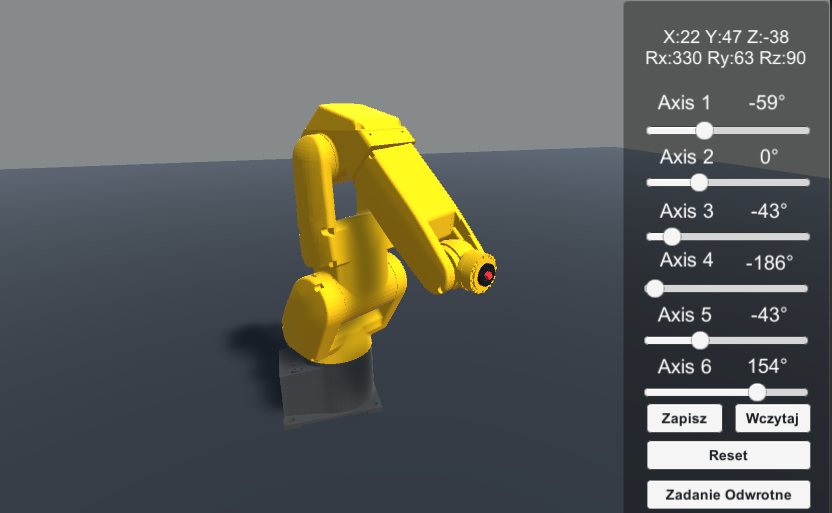 X:22 Y:47 Z:-38
Rx:330 Ry:63 Rz:90
Axis 1 -59°
Axis 2 0°
Axis 3 -43°
Axis 4 -186°
Axis 5 -43°
Axis 6 154°
Zapisz Wczytaj
Reset
Zadanie Odwrotne